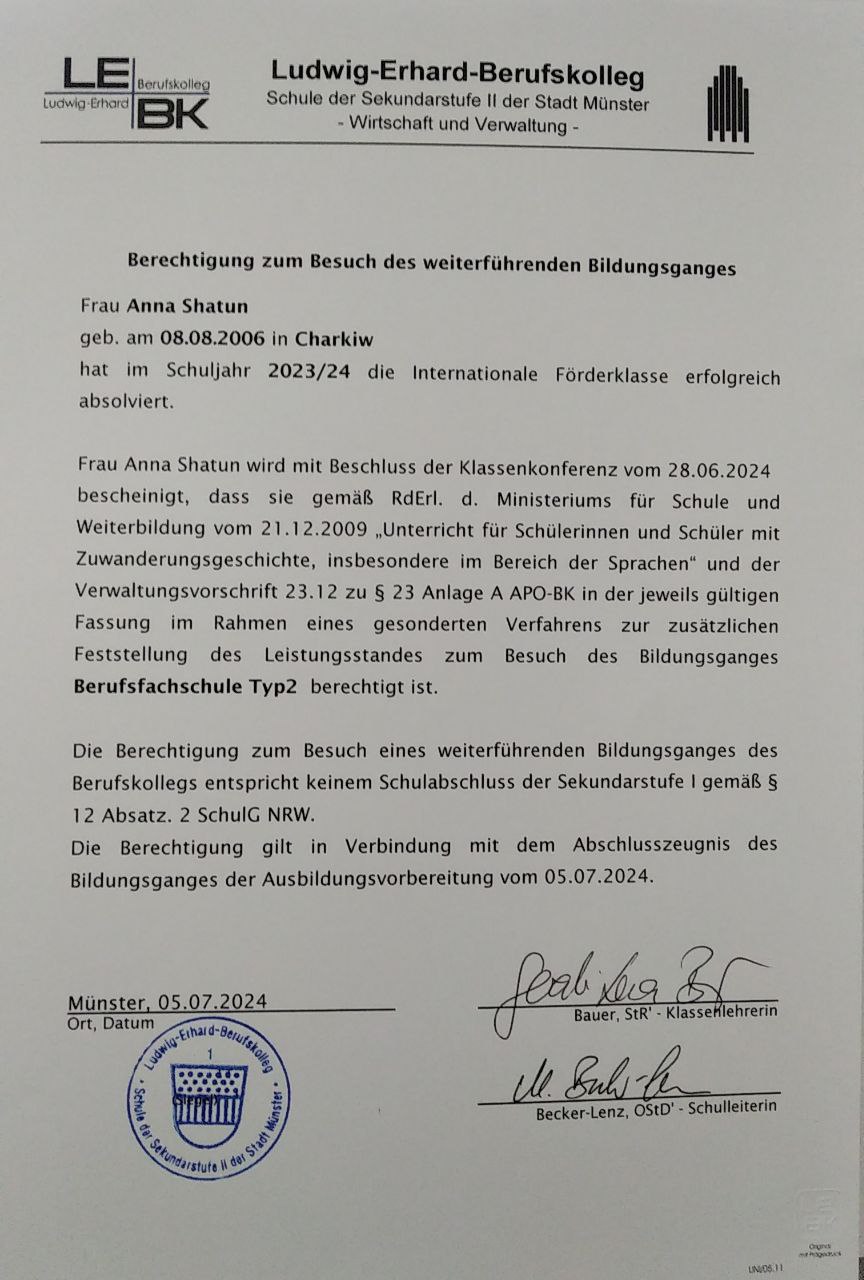 LE Berufskolleg
Ludwig-Erhard BK
Ludwig-Erhard-Berufskolleg
Schule der Sekundarstufe II der Stadt Münster
- Wirtschaft und Verwaltung -
Berechtigung zum Besuch des weiterführenden Bildungsganges
Frau Anna Shatun
geb. am 08.08.2006 in Charkiw
hat im Schuljahr 2023/24 die Internationale Förderklasse erfolgreich
absolviert.
Frau Anna Shatun wird mit Beschluss der Klassenkonferenz vom 28.06.2024
bescheinigt, dass sie gemäß RdErl. d. Ministeriums für Schule und
Weiterbildung vom 21.12.2009 „Unterricht für Schülerinnen und Schüler mit
Zuwanderungsgeschichte, insbesondere im Bereich der Sprachen“ und der
Verwaltungsvorschrift 23.12 zu § 23 Anlage A APO-BK in der jeweils gültigen
Fassung im Rahmen eines gesonderten Verfahrens zur zusätzlichen
Feststellung des Leistungsstandes zum Besuch des Bildungsganges
Berufsfachschule Typ2 berechtigt ist.
Die Berechtigung zum Besuch eines weiterführenden Bildungsganges des
Berufskollegs entspricht keinem Schulabschluss der Sekundarstufe I gemäß §
12 Absatz. 2 SchulG NRW.
Die Berechtigung gilt in Verbindung mit dem Abschlusszeugnis des
Bildungsganges der Ausbildungsvorbereitung vom 05.07.2024.
Münster, 05.07.2024
Ort, Datum
Bauer, StR' - Klassenlehrerin
Becker-Lenz, OStD' - Schulleiterin
Ludwig-Erhard-Berufskolleg
1
(Siegel)
Schule der Sekundarstufe II der Stadt Münster
LE
BK
Original
mit Prägedruck